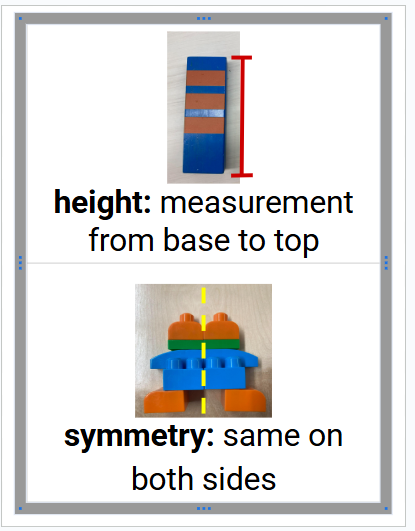 height: measurement
from base to top
symmetry: same on
both sides